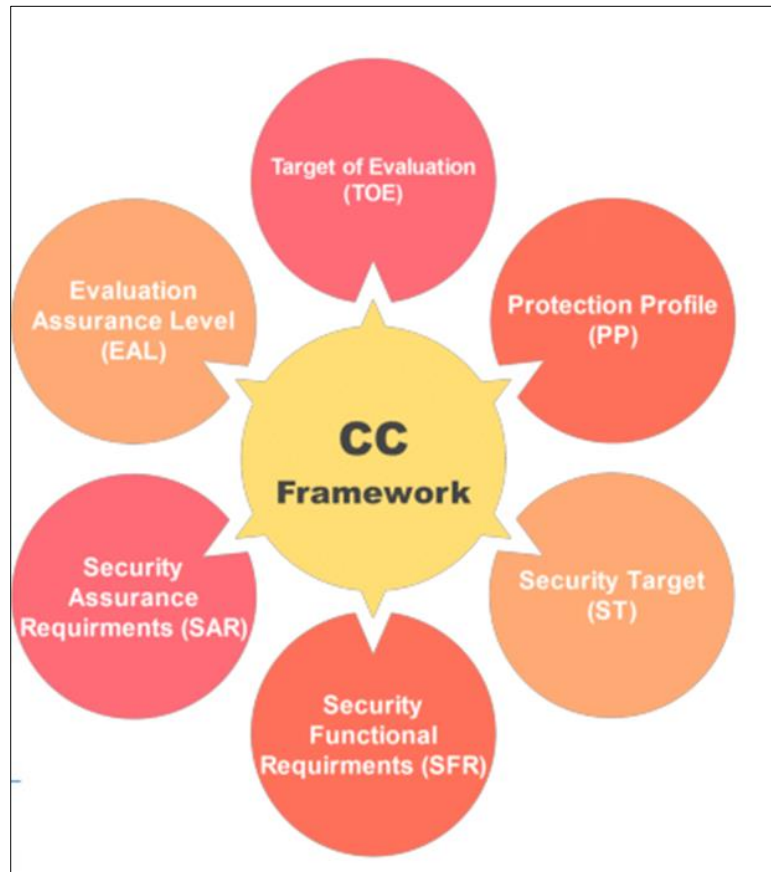 Target of Evaluation
(TOE)
Protection Profile
(PP)
Security Target
(ST)
Security
Functional
Requirments (SFR)
Security
Assurance
Requirments (SAR)
Evaluation
Assurance Level
(EAL)
CC
Framework